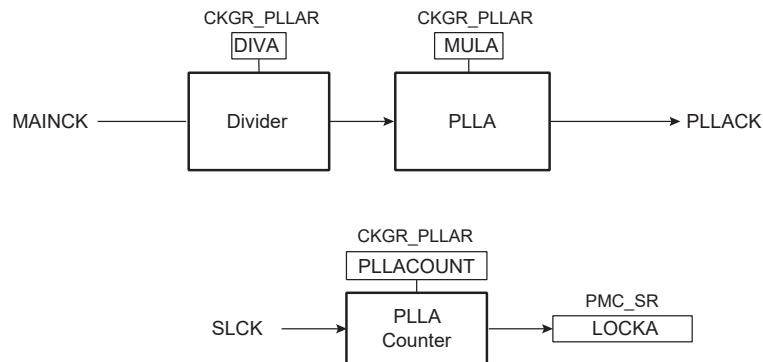 CKGR_PLLAR
CKGR_PLLAR
DIVA
MULA
MAINCK
Divider
PLLA
PLLACK
CKGR_PLLAR
PLLACOUNT
PMC_SR
SLCK
PLLA
Counter
LOCKA